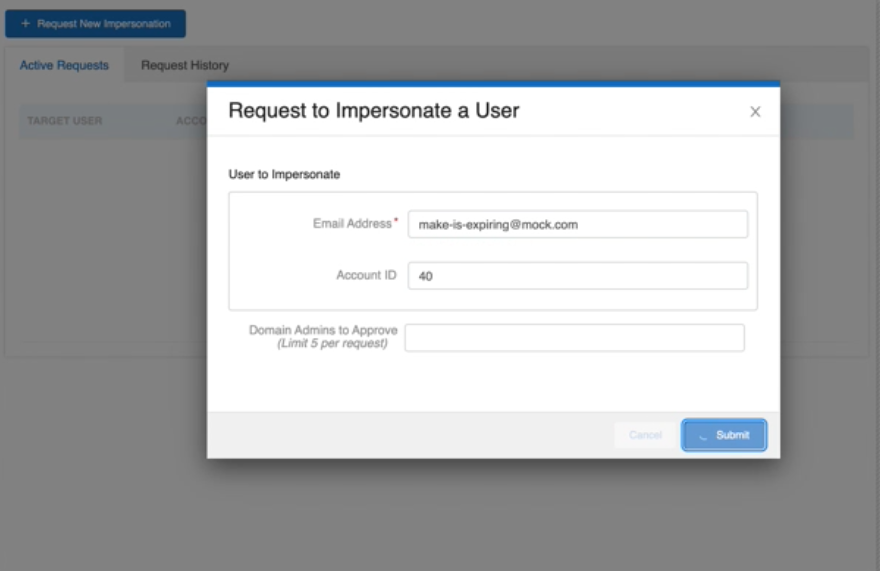 + Request New Impersonation
Active Requests Request History
Request to Impersonate a User
TARGET USER ACCO
User to Impersonate
Email Address* make-is-expiring@mock.com
Account ID 40
Domain Admins to Approve
(Limit 5 per request)
Cancel Submit